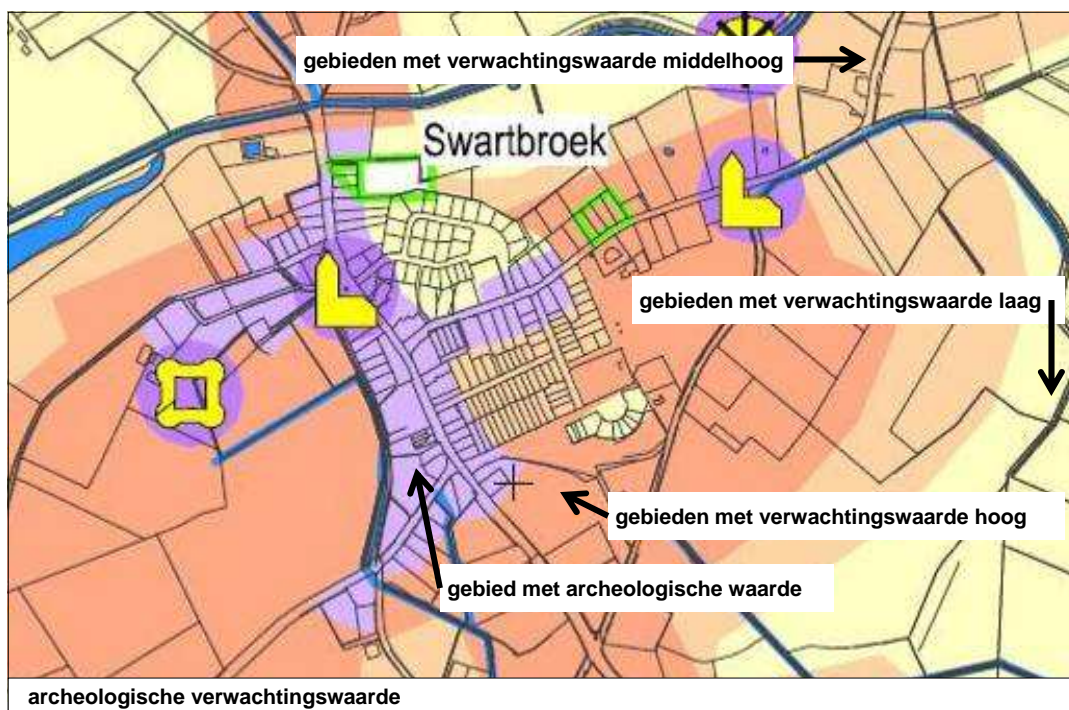 gebieden met verwachtingswaarde middelhoog
Swartbroek
gebieden met verwachtingswaarde laag
gebieden met verwachtingswaarde hoog
gebied met archeologische waarde
archeologische verwachtingswaarde